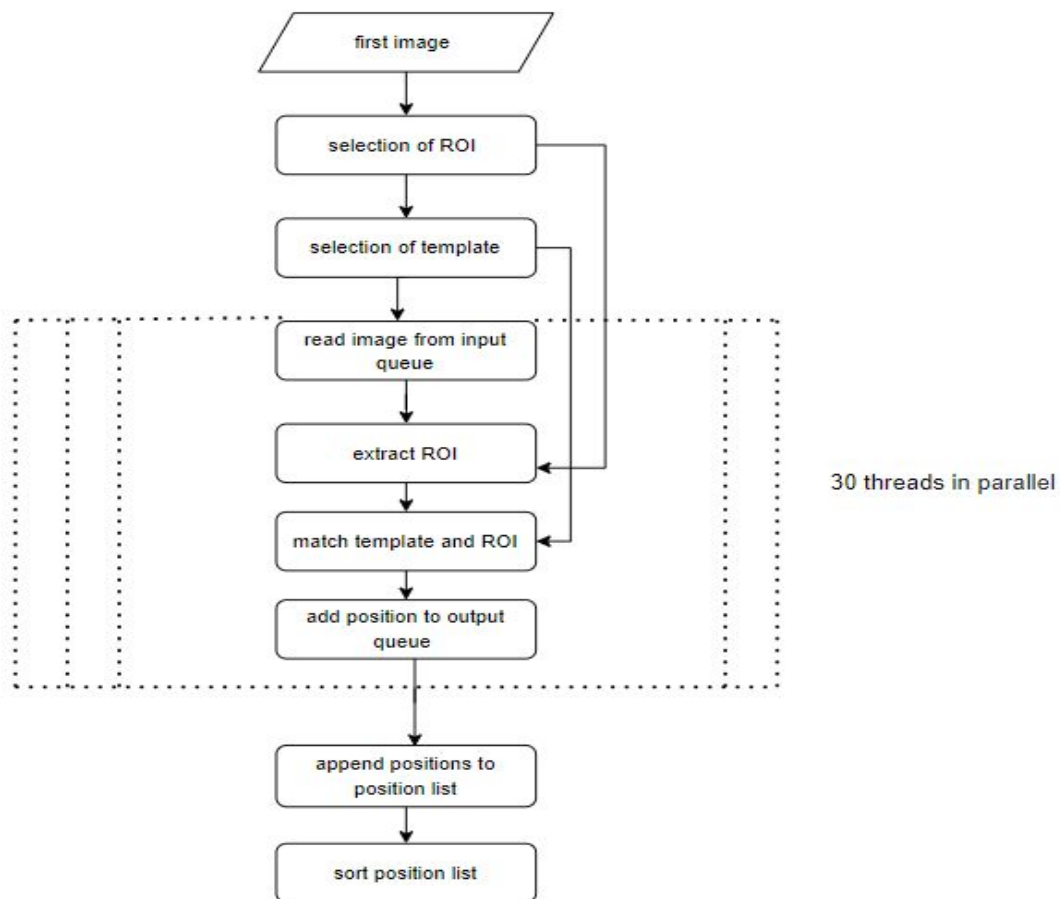 first image
selection of ROI
selection of template
read image from input
queue
extract ROI
30 threads in parallel
match template and ROI
add position to output
queue
append positions to
position list
sort position list